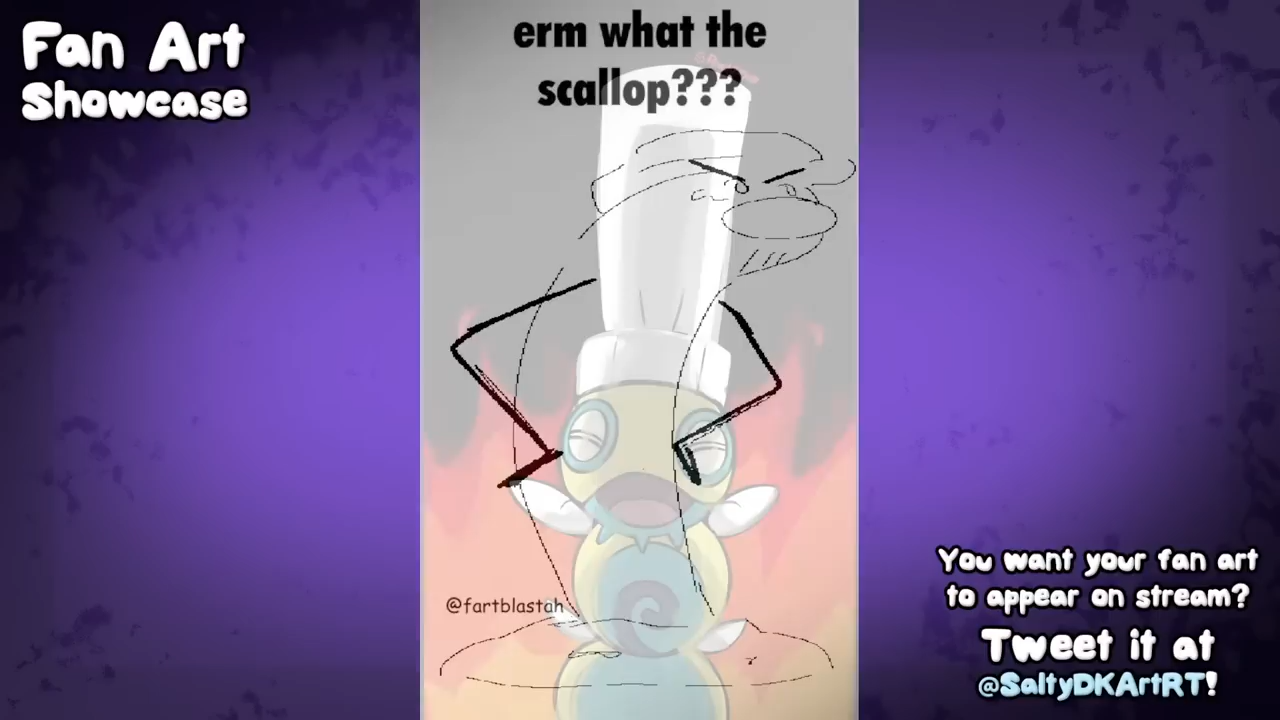 Fan Art
Showcase
erm what the
scallop???
@fartblastah
You want your fan art
to appear on stream?
Tweet it at
@SaltyDKArtRT!